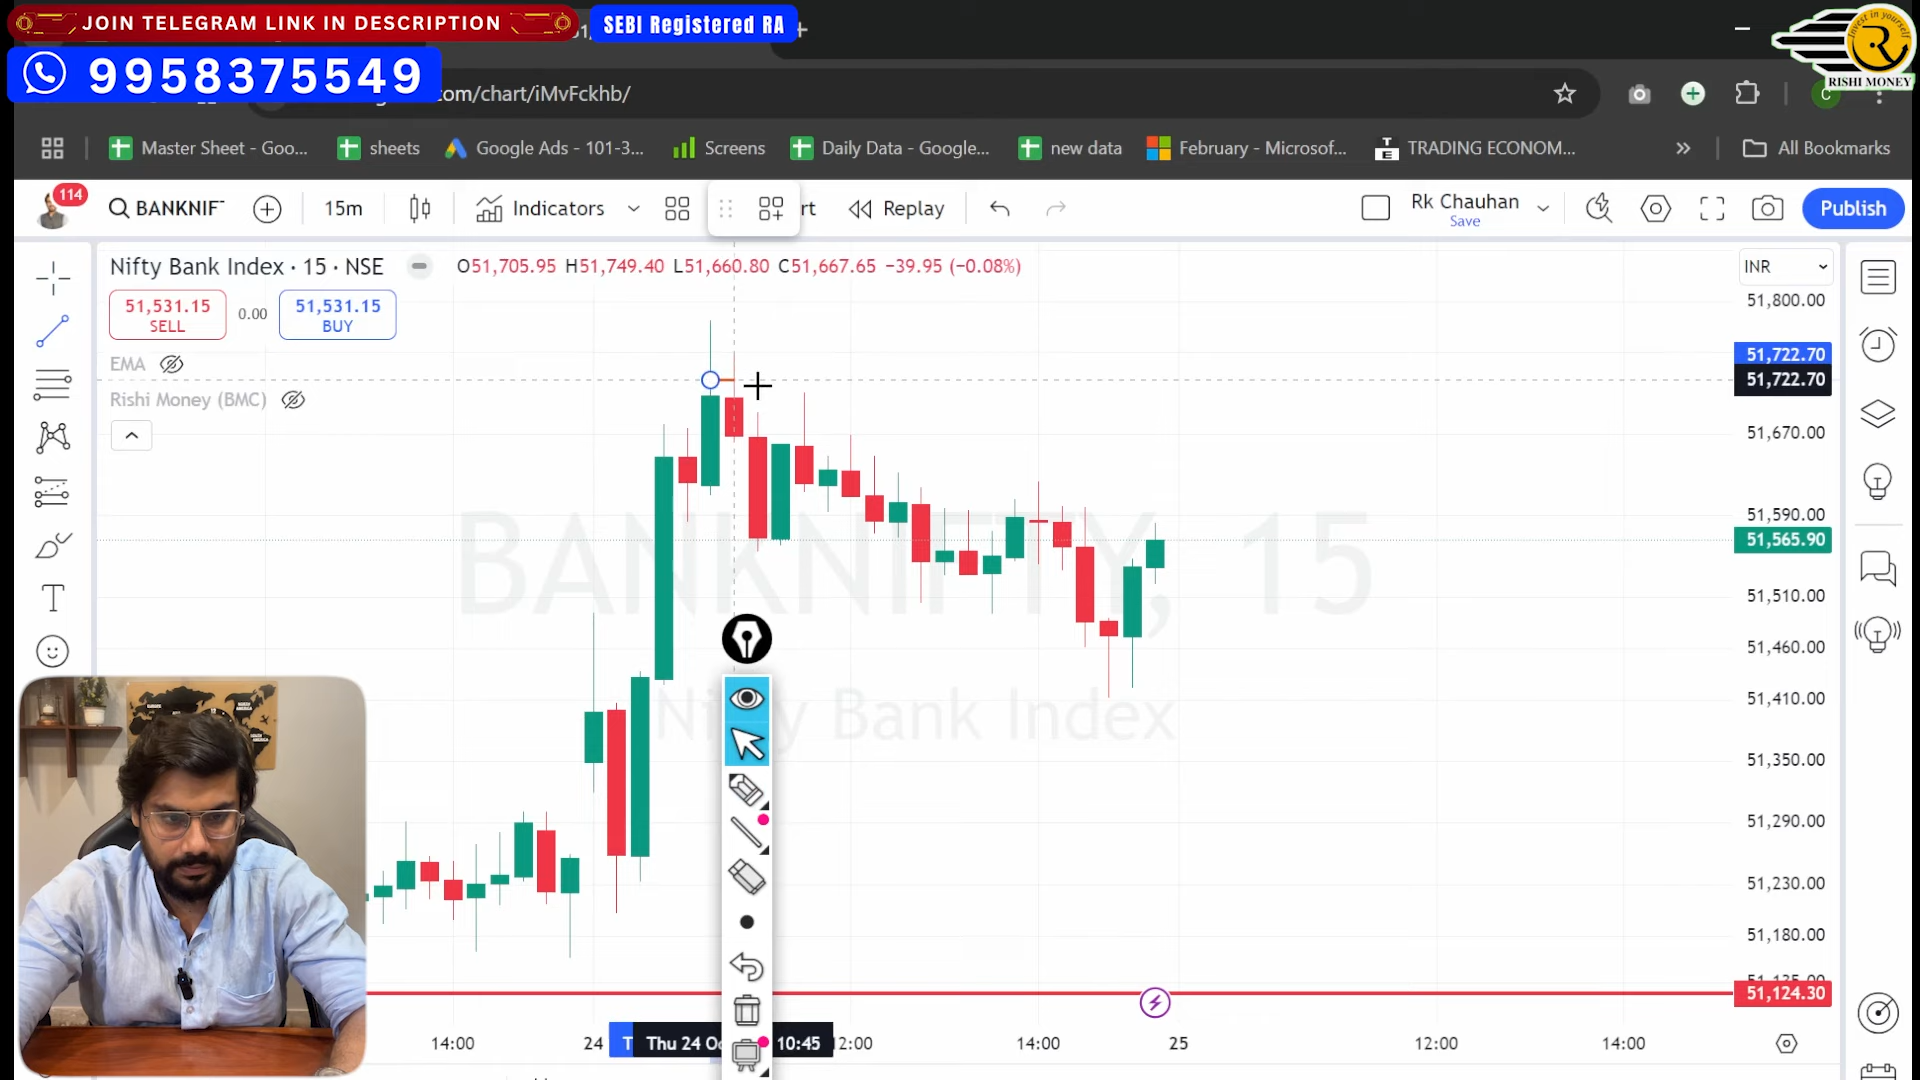 JOIN TELEGRAM LINK IN DESCRIPTION
SEBI Registered RA
9958375549
om/chart/iMvFckhb/
Invest in yourself
R
RISHI MONEY
C
Master Sheet - Goo...
sheets
Google Ads - 101-3...
Screens
Daily Data - Google...
new data
February - Microsof...
TRADING ECONOM...
All Bookmarks
114
BANKNIF
15m
Indicators
rt
Replay
Rk Chauhan
Save
Publish
Nifty Bank Index · 15 · NSE
O51,705.95 H51,749.40 L51,660.80 C51,667.65 −39.95 (−0.08%)
INR
51,531.15
SELL
0.00
51,531.15
BUY
EMA
Rishi Money (BMC)
51,800.00
51,722.70
51,722.70
51,670.00
51,590.00
51,565.90
51,510.00
51,460.00
51,410.00
51,350.00
51,290.00
51,230.00
51,180.00
51,124.30
BANKNIFTY, 15
Nifty Bank Index
14:00
24
T
Thu 24 O
10:45
12:00
14:00
25
12:00
14:00